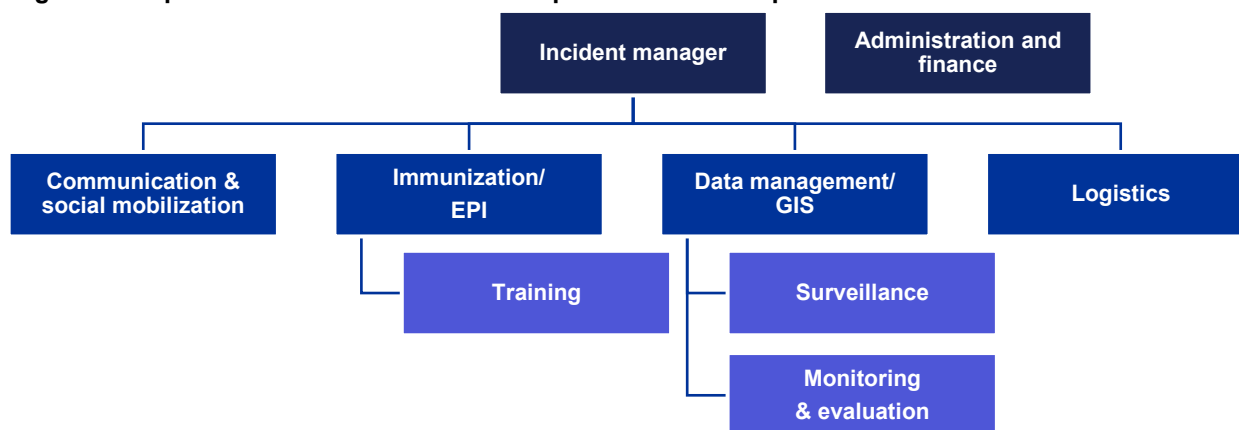 Incident manager
Administration and
finance
Communication &
social mobilization
Immunization/
EPI
Data management/
GIS
Logistics
Training
Surveillance
Monitoring
& evaluation